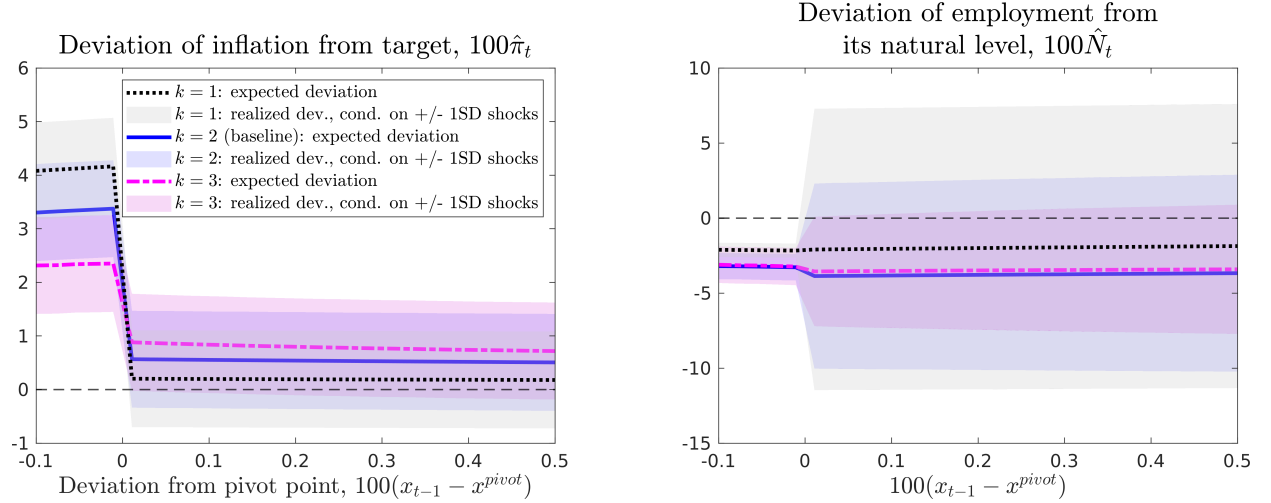 Deviation of inflation from target, $100\hat{\pi}_t$
6
5
4
3
2
1
0
-1
-0.1 0 0.1 0.2 0.3 0.4 0.5
Deviation from pivot point, $100(x_{t-1} - x^{pivot})$
k = 1: expected deviation
k = 1: realized dev., cond. on +/- 1SD shocks
k = 2 (baseline): expected deviation
k = 2: realized dev., cond. on +/- 1SD shocks
k = 3: expected deviation
k = 3: realized dev., cond. on +/- 1SD shocks
Deviation of employment from
its natural level, $100\hat{N}_t$
10
5
0
-5
-10
-15
-0.1 0 0.1 0.2 0.3 0.4 0.5
$100(x_{t-1} - x^{pivot})$